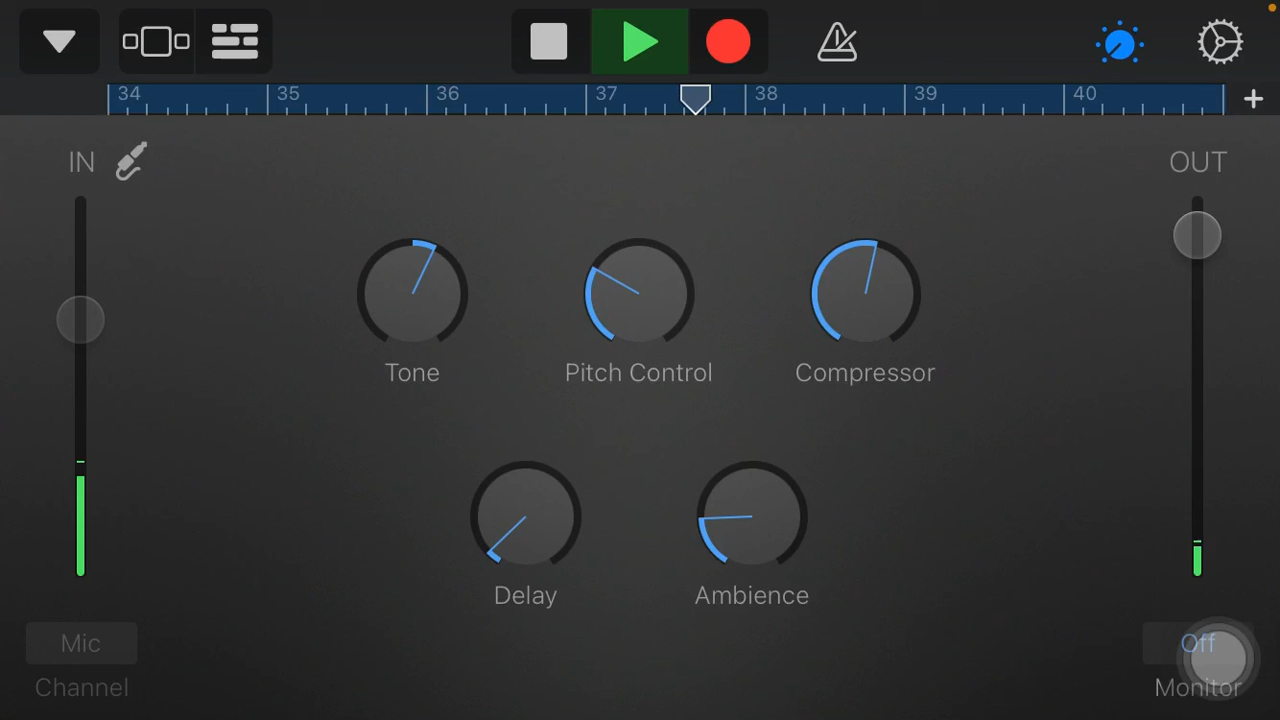 34 35 36 37 38 39 40
IN
OUT
Tone
Pitch Control
Compressor
Delay
Ambience
Mic
Channel
Off
Monitor